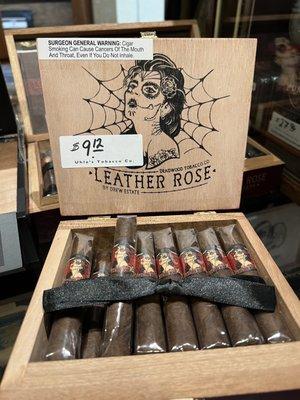 SURGEON GENERAL WARNING: Cigar
Smoking Can Cause Cancers Of The Mouth
And Throat, Even If You Do Not Inhale.
$9.12
Uhle's Tobacco Co.
DEADWOOD TOBACCO CO.
LEATHER ROSE
BY DREW ESTATE